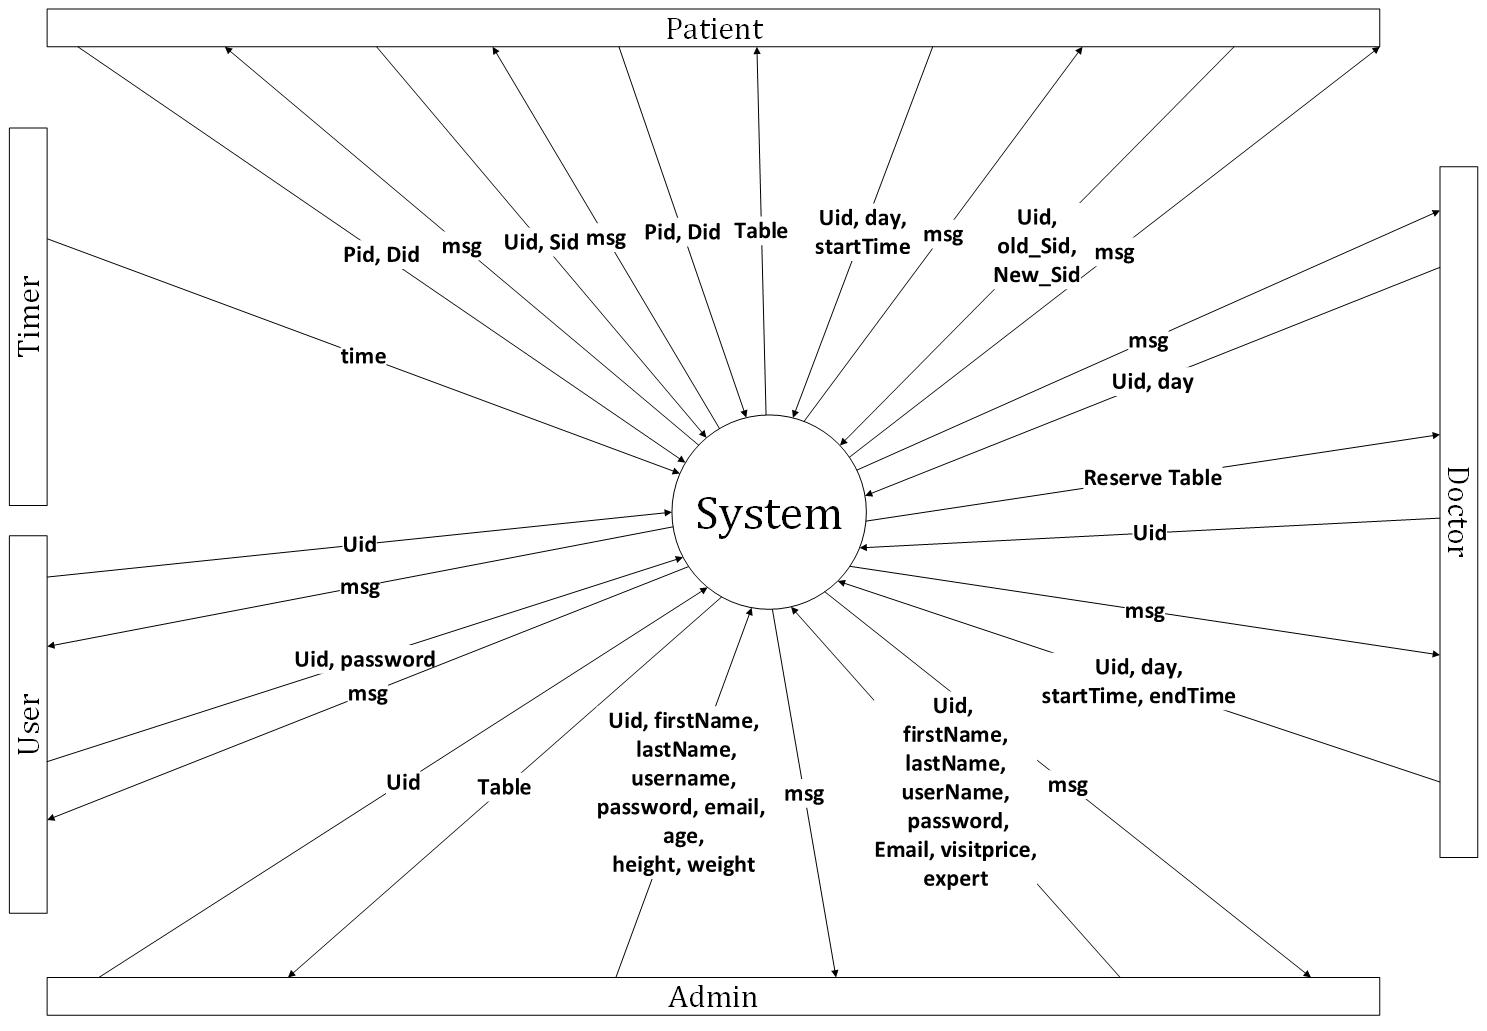 Patient
Timer
Pid, Did
msg
Uid, Sid
msg
Pid, Did
Table
Uid, day,
startTime
msg
Uid,
old_Sid,
New_Sid
msg
time
msg
Uid, day
Reserve Table
Doctor
Uid
System
Uid
msg
msg
User
Uid, password
msg
Uid, day,
startTime, endTime
Uid
Table
Uid, firstName,
lastName,
username,
password, email,
age,
height, weight
msg
Uid,
firstName,
lastName,
userName,
password,
Email, visitprice,
expert
msg
Admin